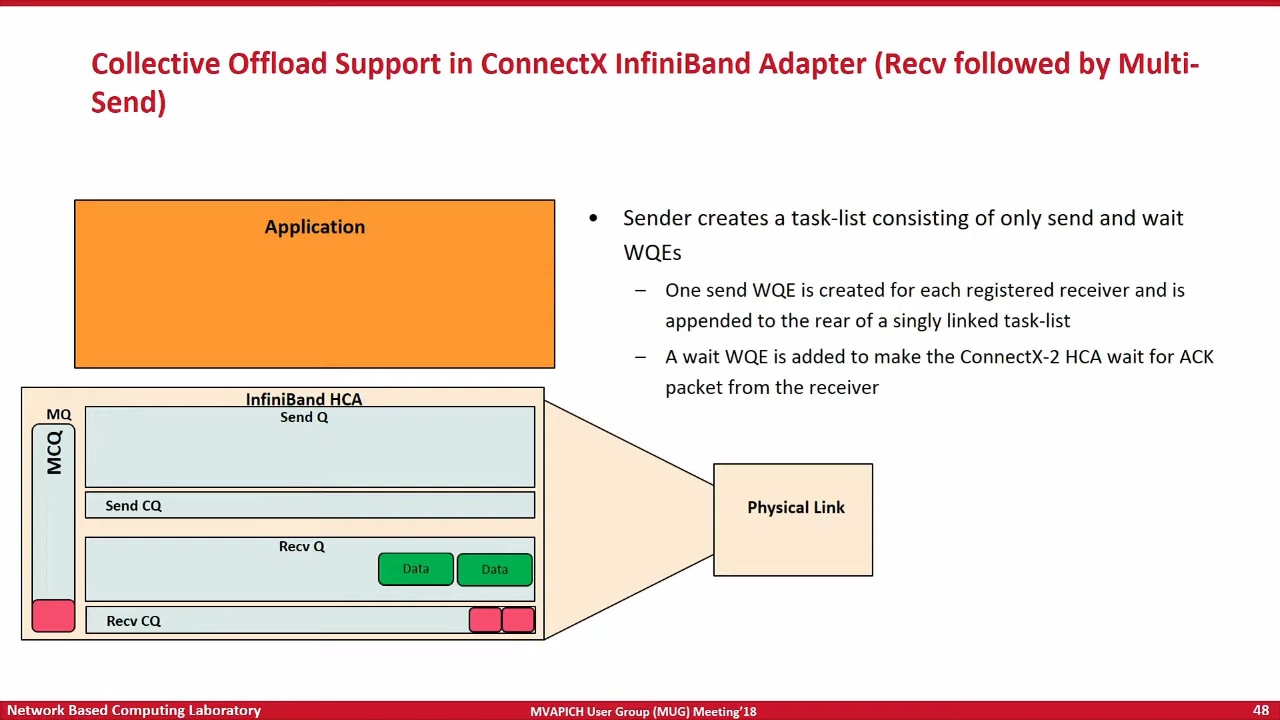 Collective Offload Support in ConnectX InfiniBand Adapter (Recv followed by Multi-
Send)
Application
• Sender creates a task-list consisting of only send and wait
WQEs
– One send WQE is created for each registered receiver and is
appended to the rear of a singly linked task-list
– A wait WQE is added to make the ConnectX-2 HCA wait for ACK
packet from the receiver
InfiniBand HCA
MQ
Send Q
MCQ
Send CQ
Physical Link
Recv Q
Data
Data
Recv CQ
Network Based Computing Laboratory
MVAPICH User Group (MUG) Meeting'18
48